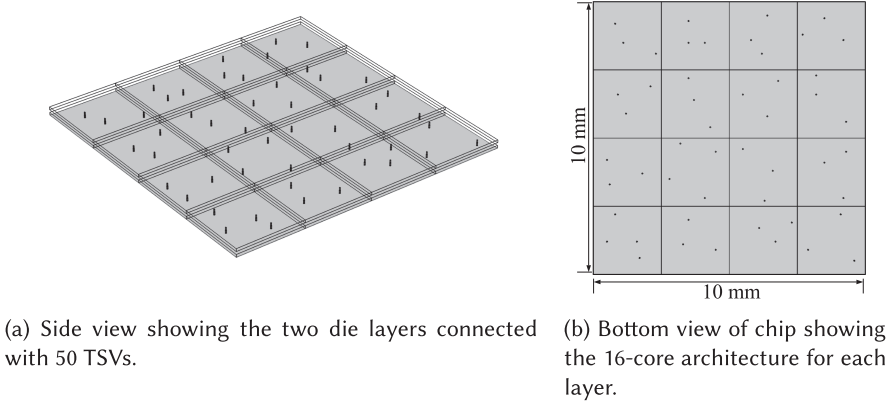 10 mm
10 mm
(a) Side view showing the two die layers connected
with 50 TSVs.
(b) Bottom view of chip showing
the 16-core architecture for each
layer.